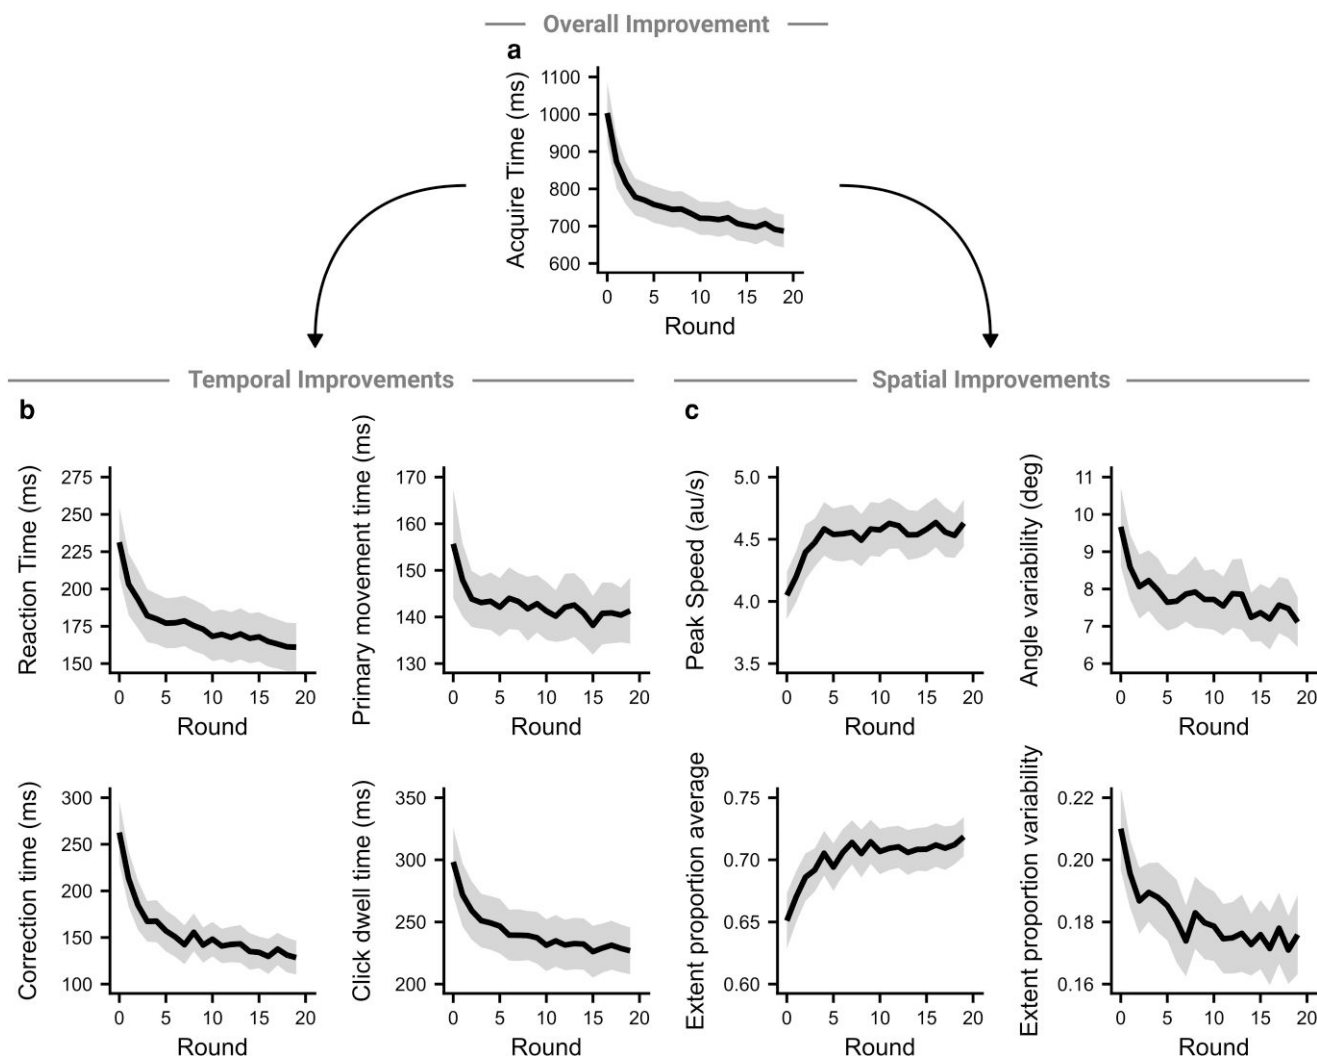 Overall Improvement
a
Acquire Time (ms)
1100
1000
900
800
700
600
0 5 10 15 20
Round
Temporal Improvements
b
Reaction Time (ms)
275
250
225
200
175
150
0 5 10 15 20
Round
Primary movement time (ms)
170
160
150
140
130
0 5 10 15 20
Round
Correction time (ms)
300
250
200
150
100
0 5 10 15 20
Round
Click dwell time (ms)
350
300
250
200
0 5 10 15 20
Round
Spatial Improvements
c
Peak Speed (au/s)
5.0
4.5
4.0
3.5
0 5 10 15 20
Round
Angle variability (deg)
11
10
9
8
7
6
0 5 10 15 20
Round
Extent proportion average
0.75
0.70
0.65
0.60
0 5 10 15 20
Round
Extent proportion variability
0.22
0.20
0.18
0.16
0 5 10 15 20
Round